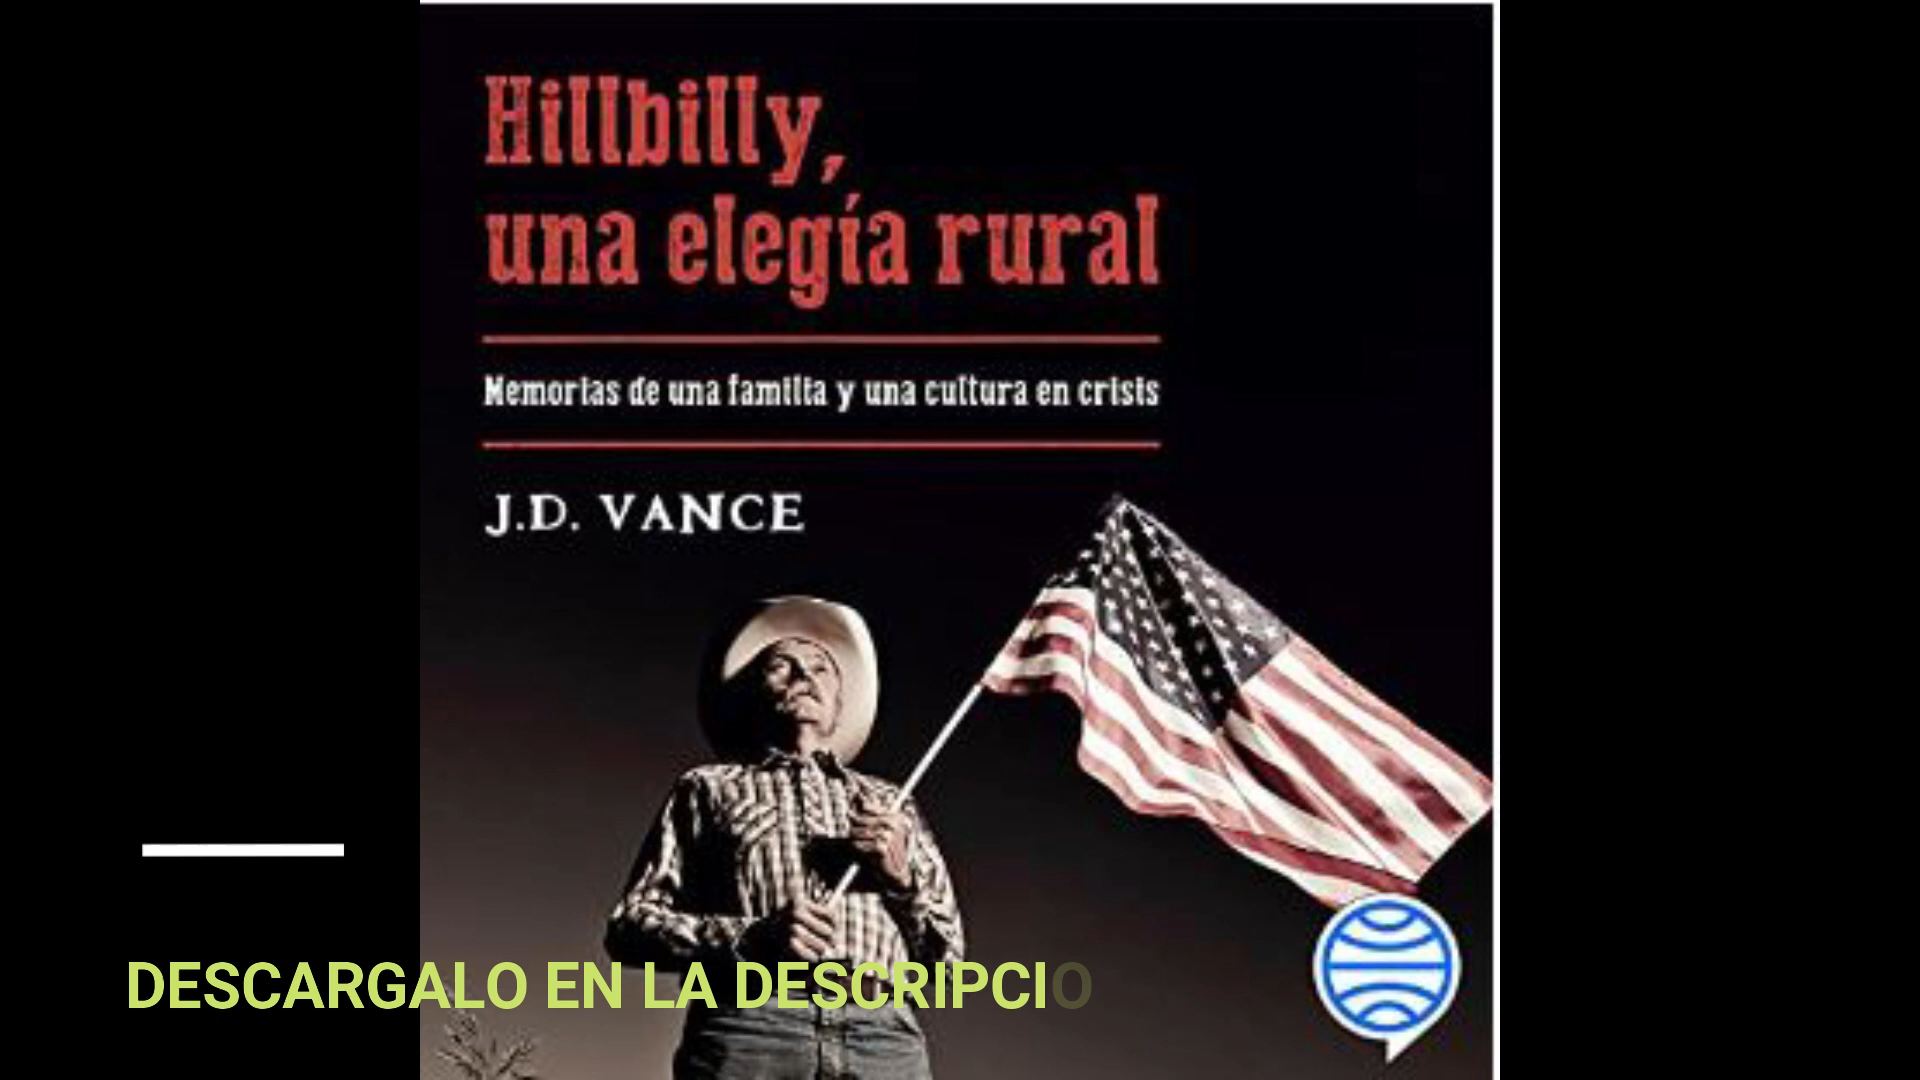 Hillbilly,
una elegía rural
Memorias de una familia y una cultura en crisis
J.D. VANCE
DESCARGALO EN LA DESCRIPCIO